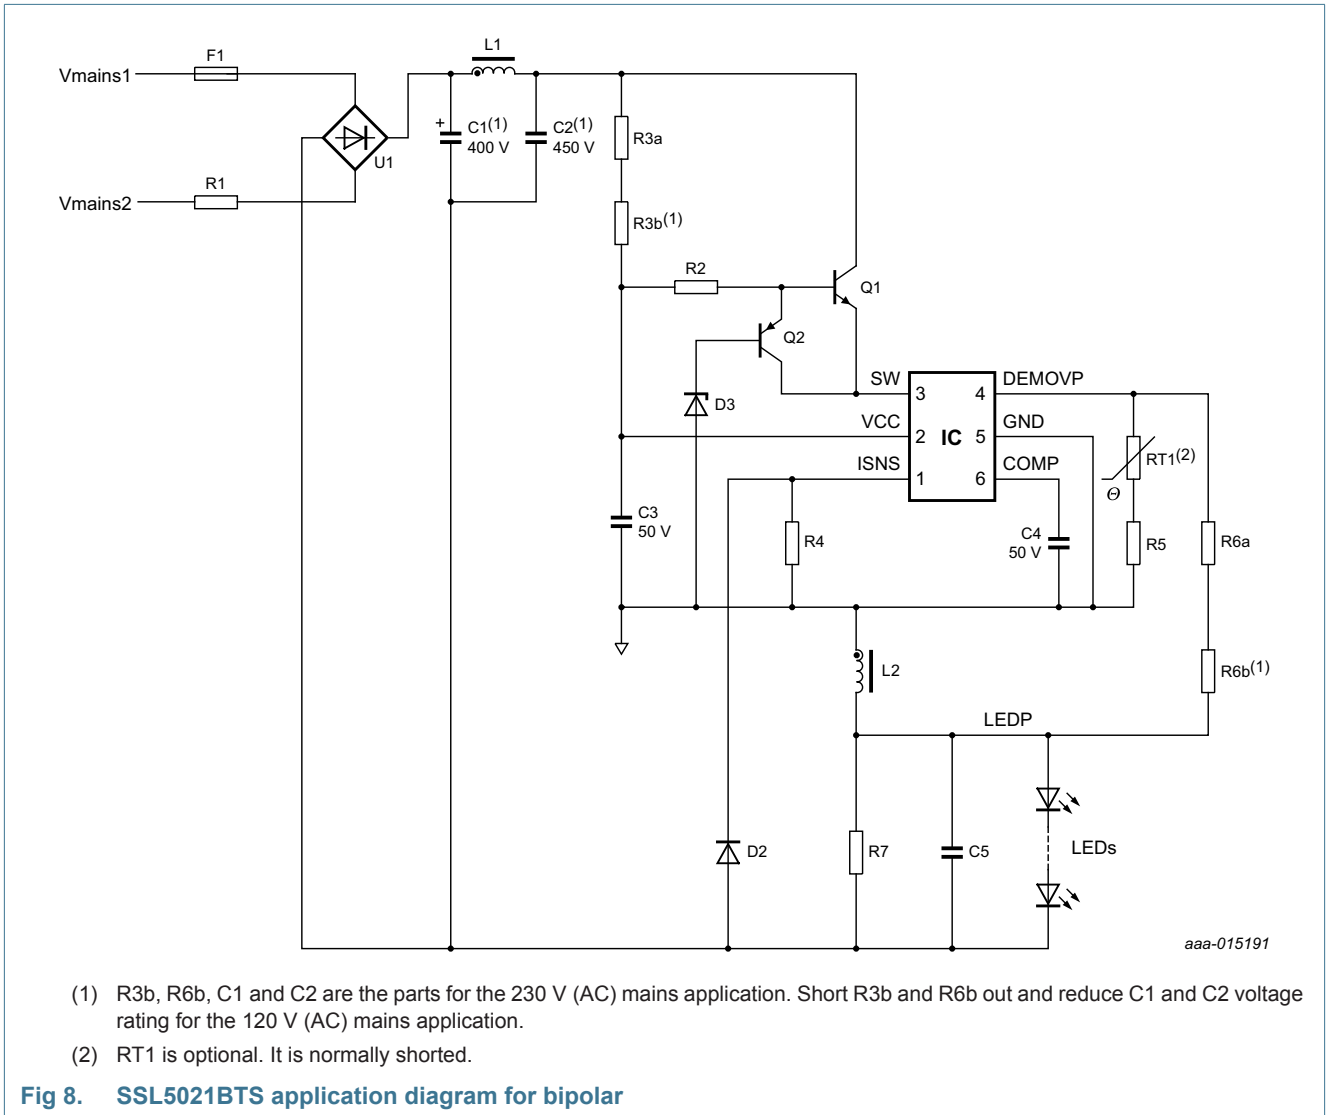 L1
F1
Vmains1
+
C1(1)
400 V
C2(1)
450 V
R3a
U1
R1
Vmains2
R3b(1)
R2
Q1
Q2
SW
DEMOVP
3
4
D3
VCC
GND
2
IC
5
RT1(2)
ISNS
COMP
1
6
Θ
C3
50 V
R4
C4
50 V
R5
R6a
L2
R6b(1)
LEDP
D2
R7
C5
LEDs
aaa-015191
(1) R3b, R6b, C1 and C2 are the parts for the 230 V (AC) mains application. Short R3b and R6b out and reduce C1 and C2 voltage
rating for the 120 V (AC) mains application.
(2) RT1 is optional. It is normally shorted.
Fig 8. SSL5021BTS application diagram for bipolar